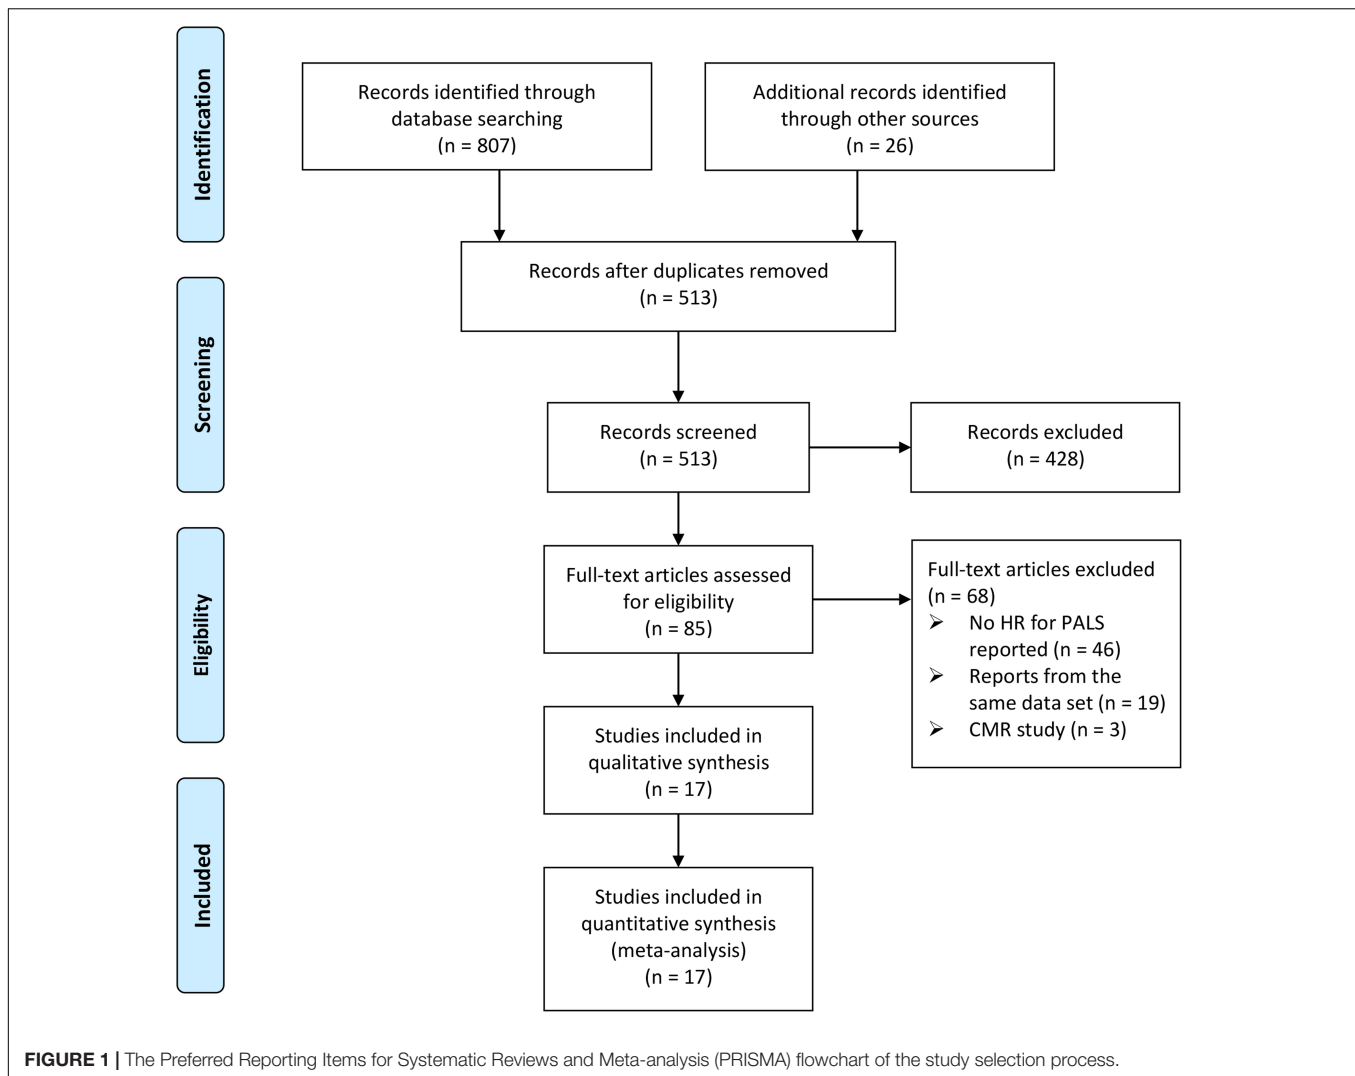 Identification
Records identified through
database searching
(n = 807)
Additional records identified
through other sources
(n = 26)
Records after duplicates removed
(n = 513)
Screening
Records screened
(n = 513)
Records excluded
(n = 428)
Eligibility
Full-text articles assessed
for eligibility
(n = 85)
Full-text articles excluded
(n = 68)
➢ No HR for PALS
reported (n = 46)
➢ Reports from the
same data set (n = 19)
➢ CMR study (n = 3)
Studies included in
qualitative synthesis
(n = 17)
Included
Studies included in
quantitative synthesis
(meta-analysis)
(n = 17)
FIGURE 1 | The Preferred Reporting Items for Systematic Reviews and Meta-analysis (PRISMA) flowchart of the study selection process.